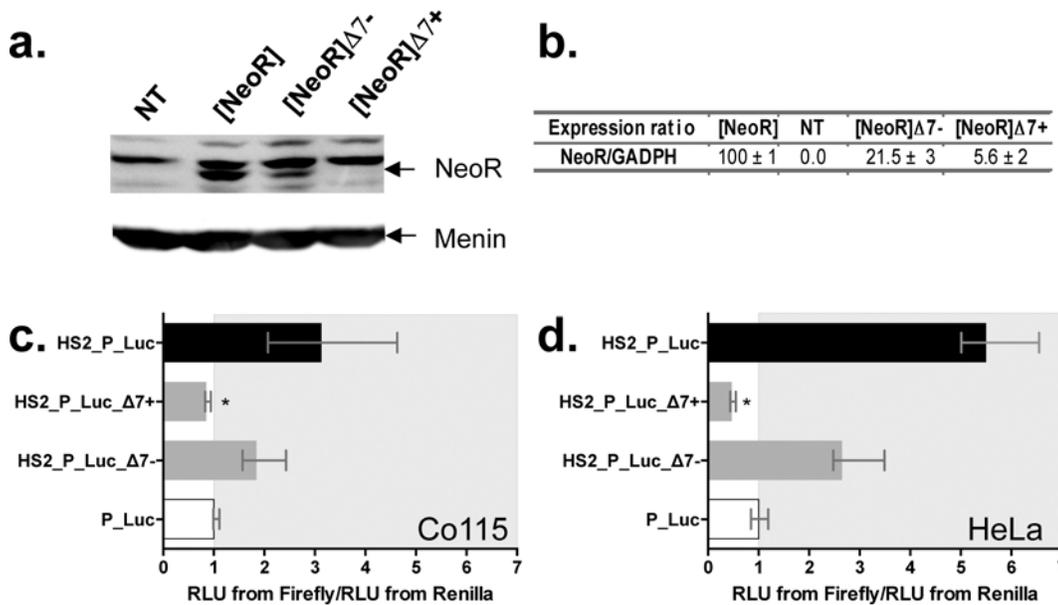 a.
NT
[NeoR]
[NeoR]Δ7-
[NeoR]Δ7+
NeoR
Menin
b.
Expression ratio [NeoR] NT [NeoR]Δ7- [NeoR]Δ7+
NeoR/GADPH 100 ± 1 0.0 21.5 ± 3 5.6 ± 2
c.
HS2_P_Luc
HS2_P_Luc_Δ7+
*
HS2_P_Luc_Δ7-
P_Luc
Co115
0 1 2 3 4 5 6 7
RLU from Firefly/RLU from Renilla
d.
HS2_P_Luc
HS2_P_Luc_Δ7+
*
HS2_P_Luc_Δ7-
P_Luc
HeLa
0 1 2 3 4 5 6
RLU from Firefly/RLU from Renilla